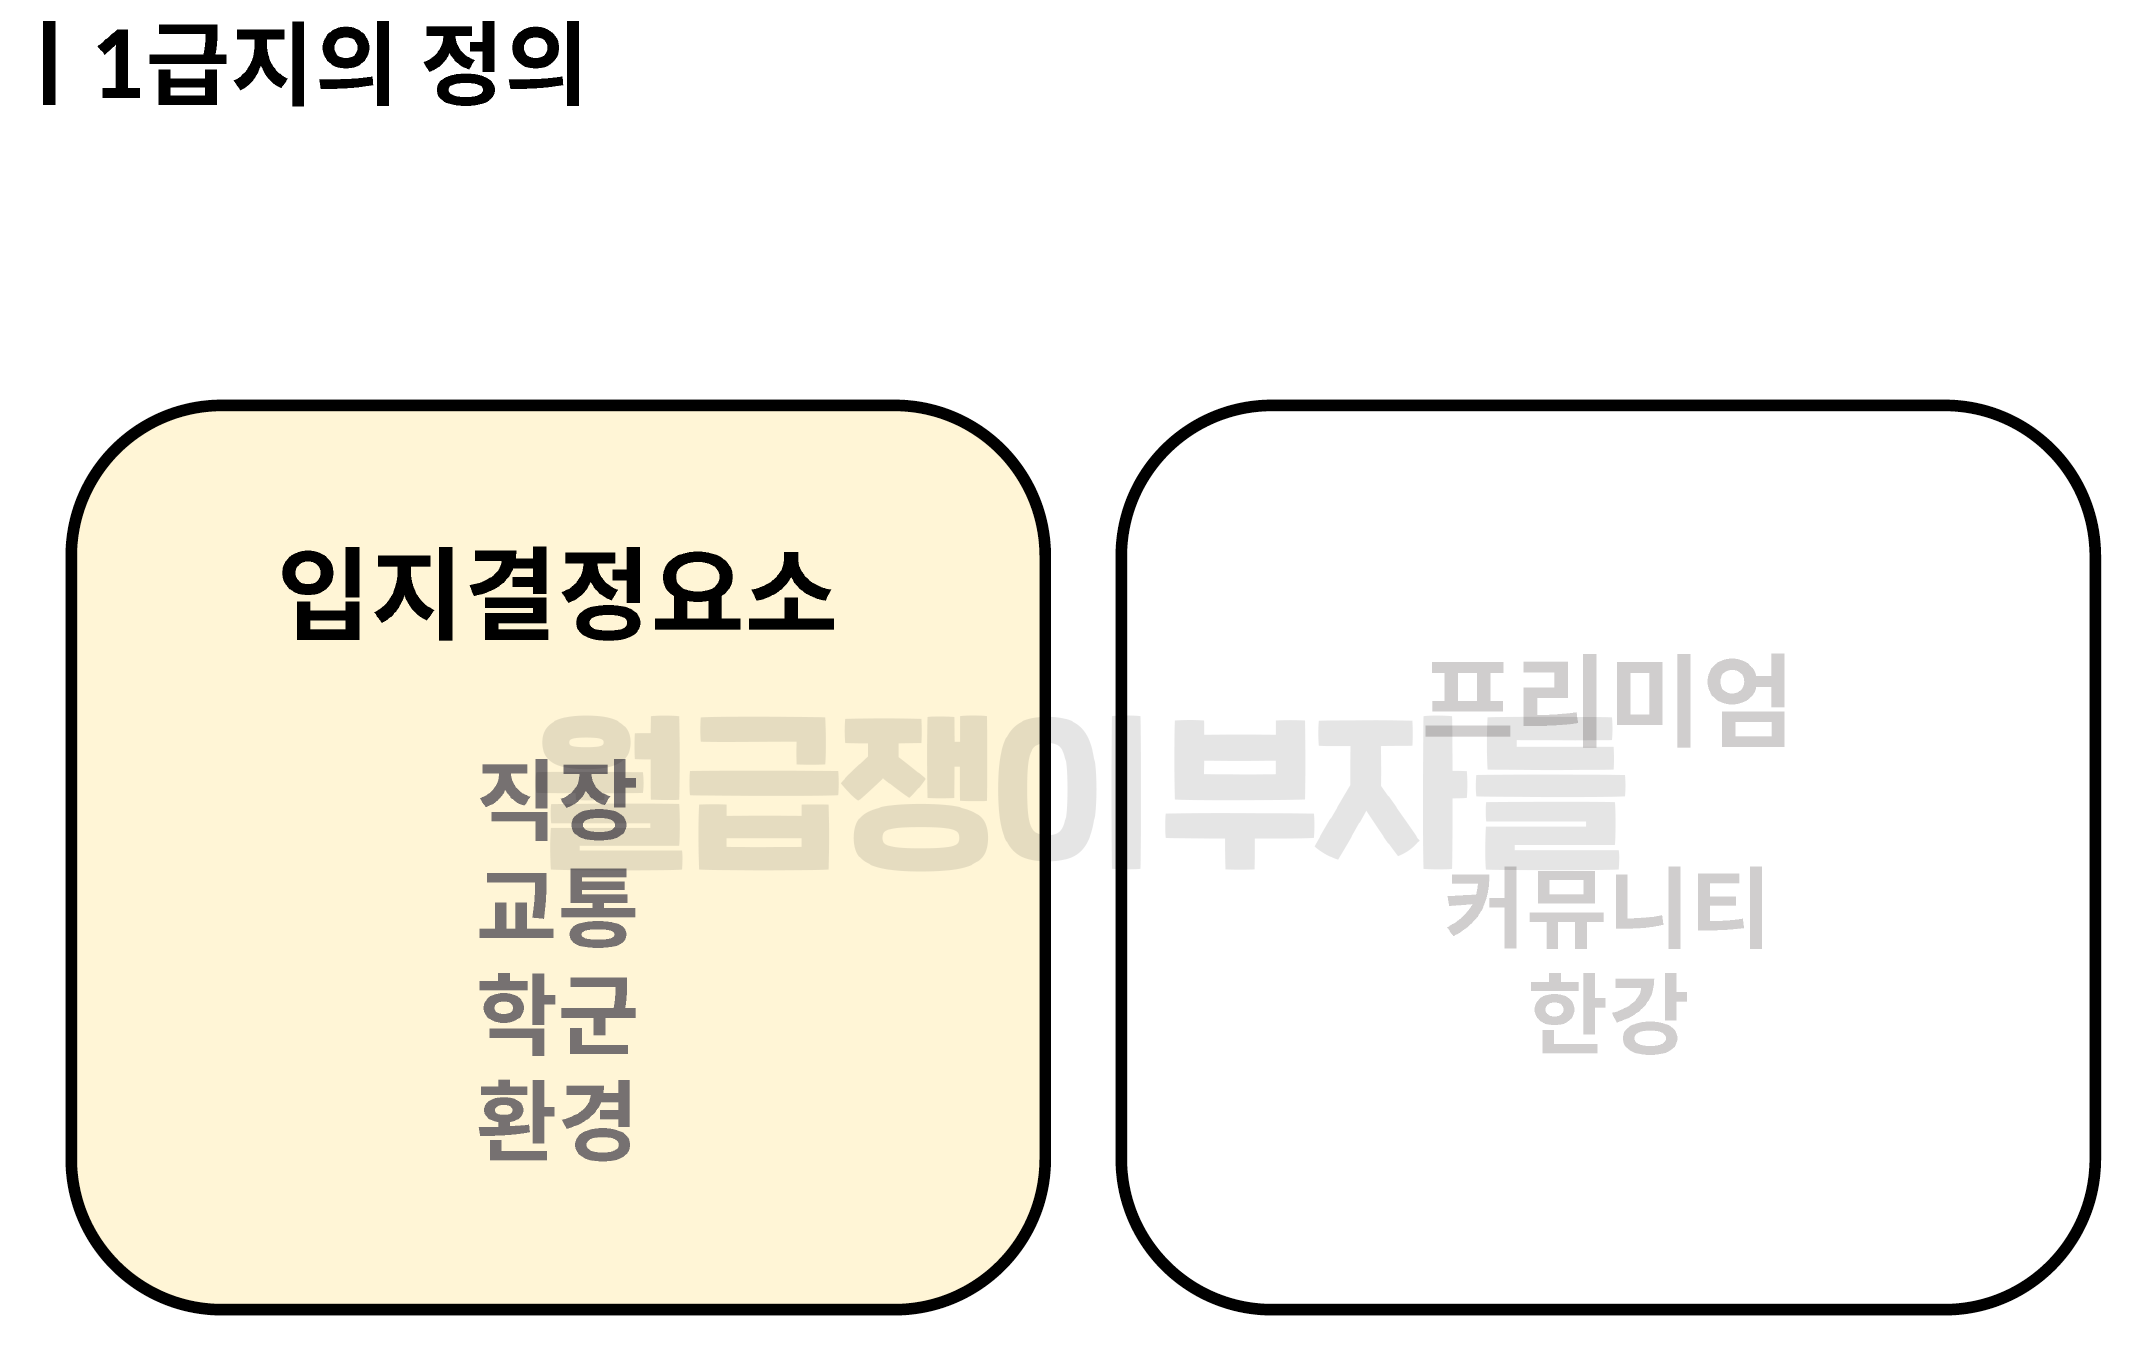 | 1급지의 정의
입지결정요소
직장
교통
학군
환경
프리미엄
커뮤니티
한강
월급쟁이부자들